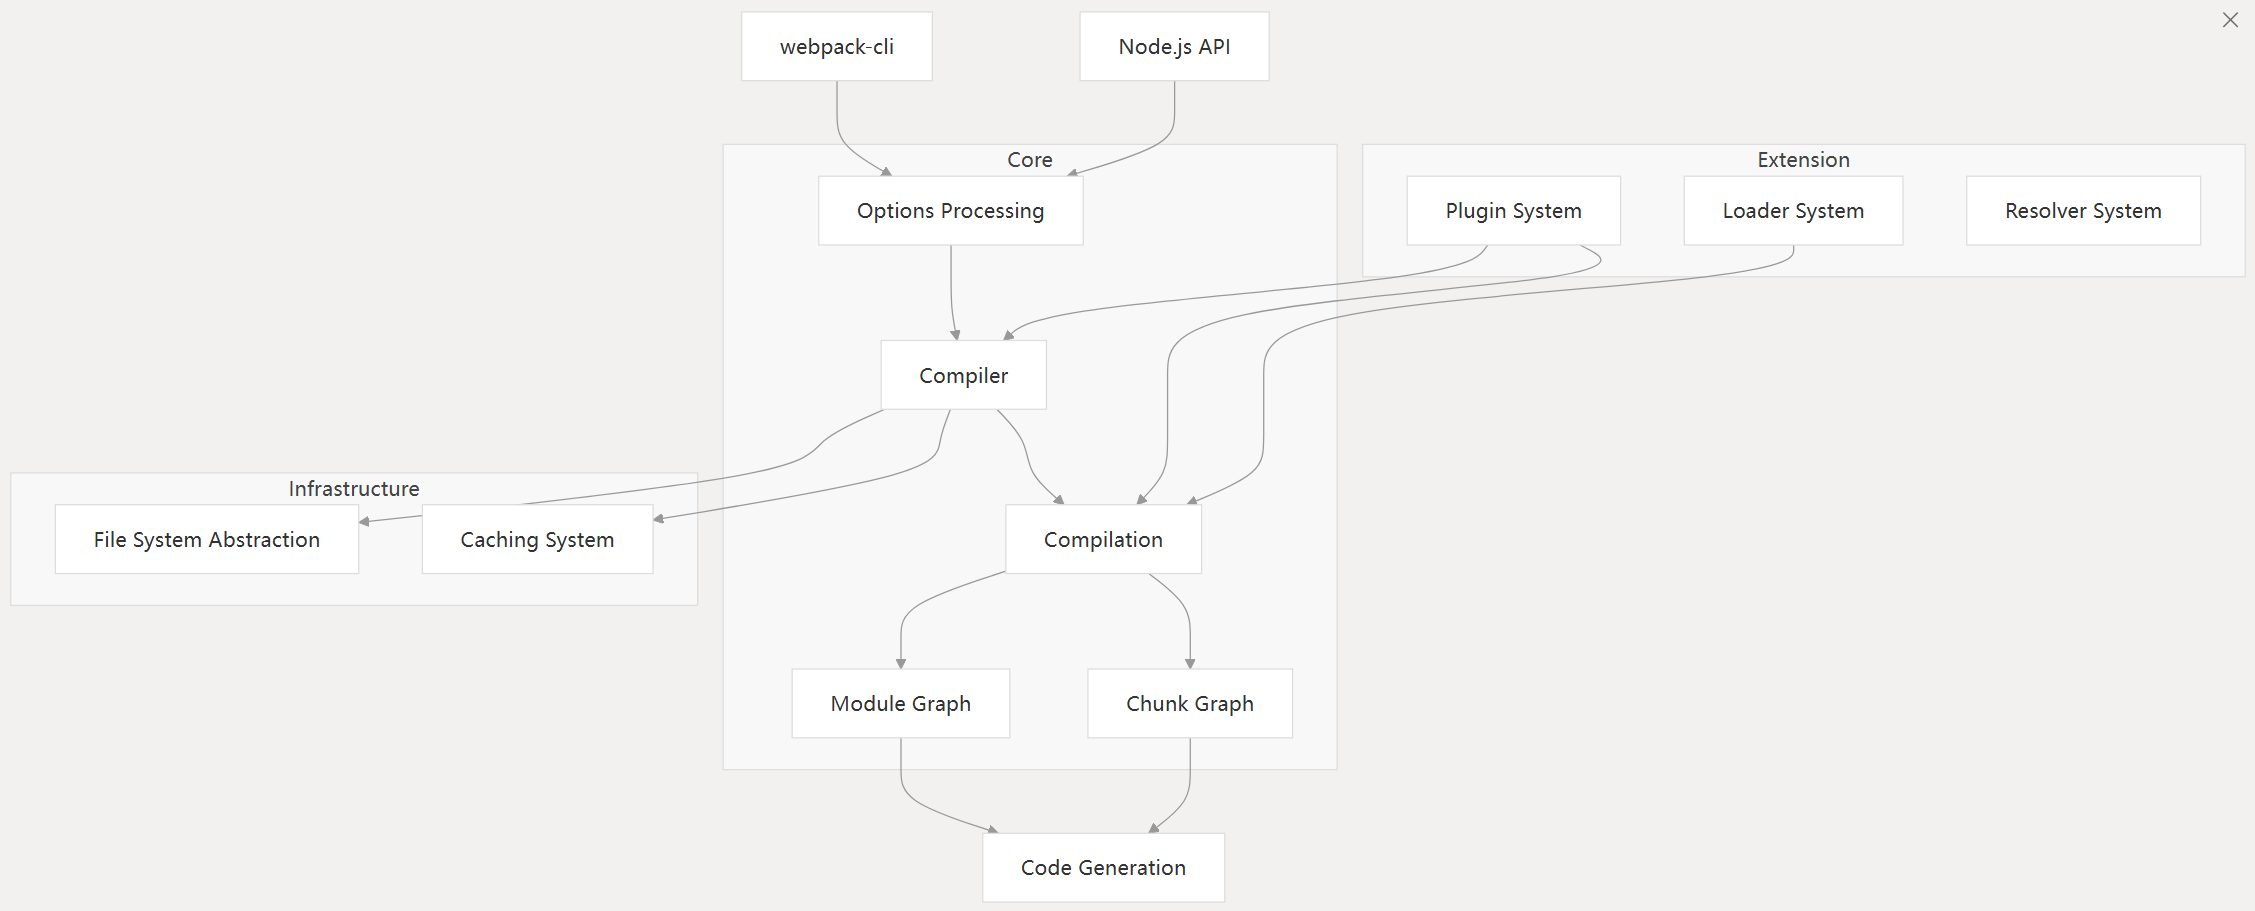 webpack-cli
Node.js API
Core
Extension
Options Processing
Plugin System
Loader System
Resolver System
Compiler
Infrastructure
File System Abstraction
Caching System
Compilation
Module Graph
Chunk Graph
Code Generation